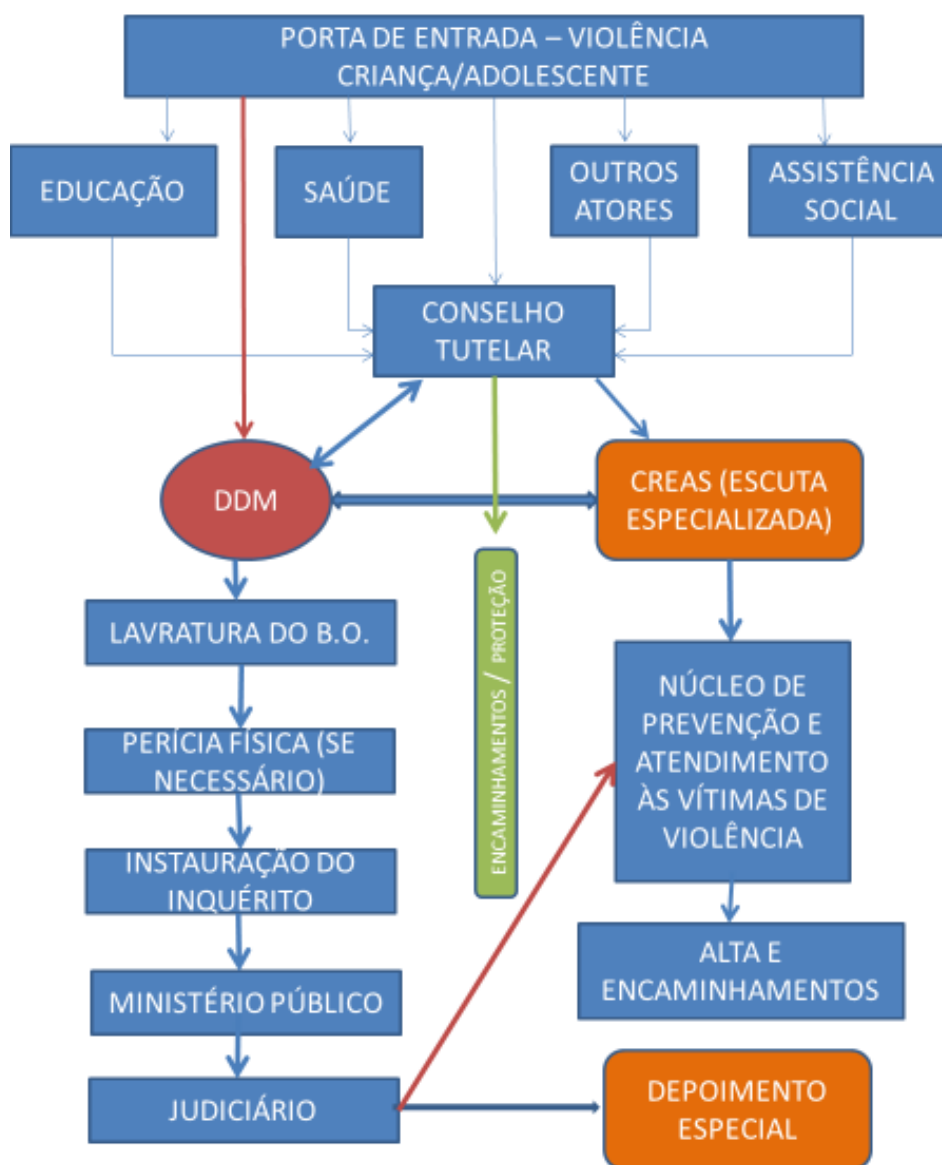 PORTA DE ENTRADA – VIOLÊNCIA
CRIANÇA/ADOLESCENTE
EDUCAÇÃO
SAÚDE
OUTROS
ATORES
ASSISTÊNCIA
SOCIAL
CONSELHO
TUTELAR
DDM
CREAS (ESCUTA
ESPECIALIZADA)
ENCAMINHAMENTOS / PROTEÇÃO
LAVRATURA DO B.O.
PERÍCIA FÍSICA (SE
NECESSÁRIO)
INSTAURAÇÃO DO
INQUÉRITO
MINISTÉRIO PÚBLICO
JUDICIÁRIO
NÚCLEO DE
PREVENÇÃO E
ATENDIMENTO
ÀS VÍTIMAS DE
VIOLÊNCIA
ALTA E
ENCAMINHAMENTOS
DEPOIMENTO
ESPECIAL